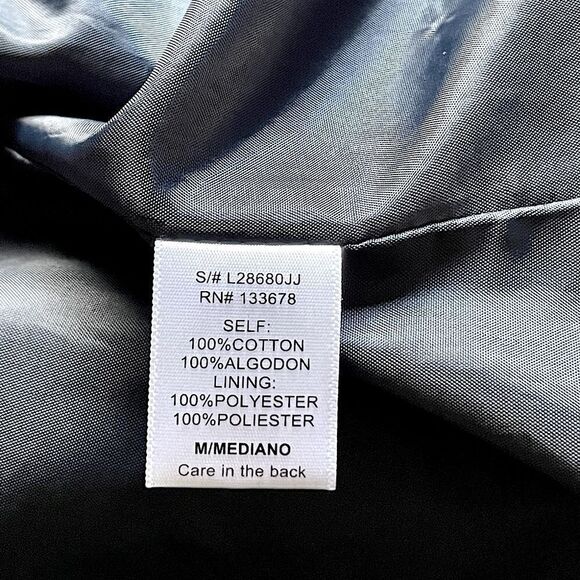 S/# L28680JJ
RN# 133678
SELF:
100%COTTON
100%ALGODON
LINING:
100%POLYESTER
100%POLIESTER
M/MEDIANO
Care in the back